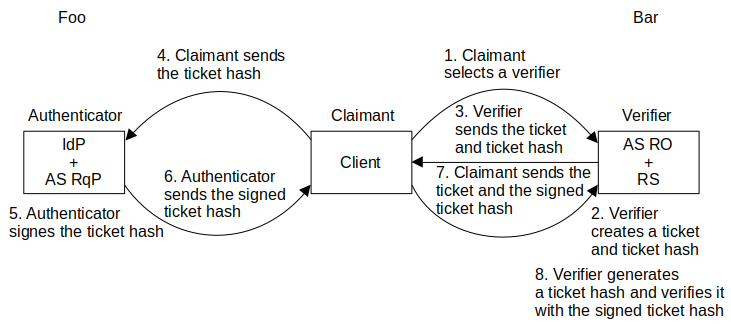 Foo
Bar
4. Claimant sends
the ticket hash
1. Claimant
selects a verifier
Authenticator
Claimant
Verifier
3. Verifier
sends the ticket
and ticket hash
IdP
+
AS RqP
Client
AS RO
+
RS
6. Authenticator
sends the signed
ticket hash
7. Claimant sends the
ticket and the signed
ticket hash
5. Authenticator
signes the ticket hash
2. Verifier
creates a ticket
and ticket hash
8. Verifier generates
a ticket hash and verifies it
with the signed ticket hash